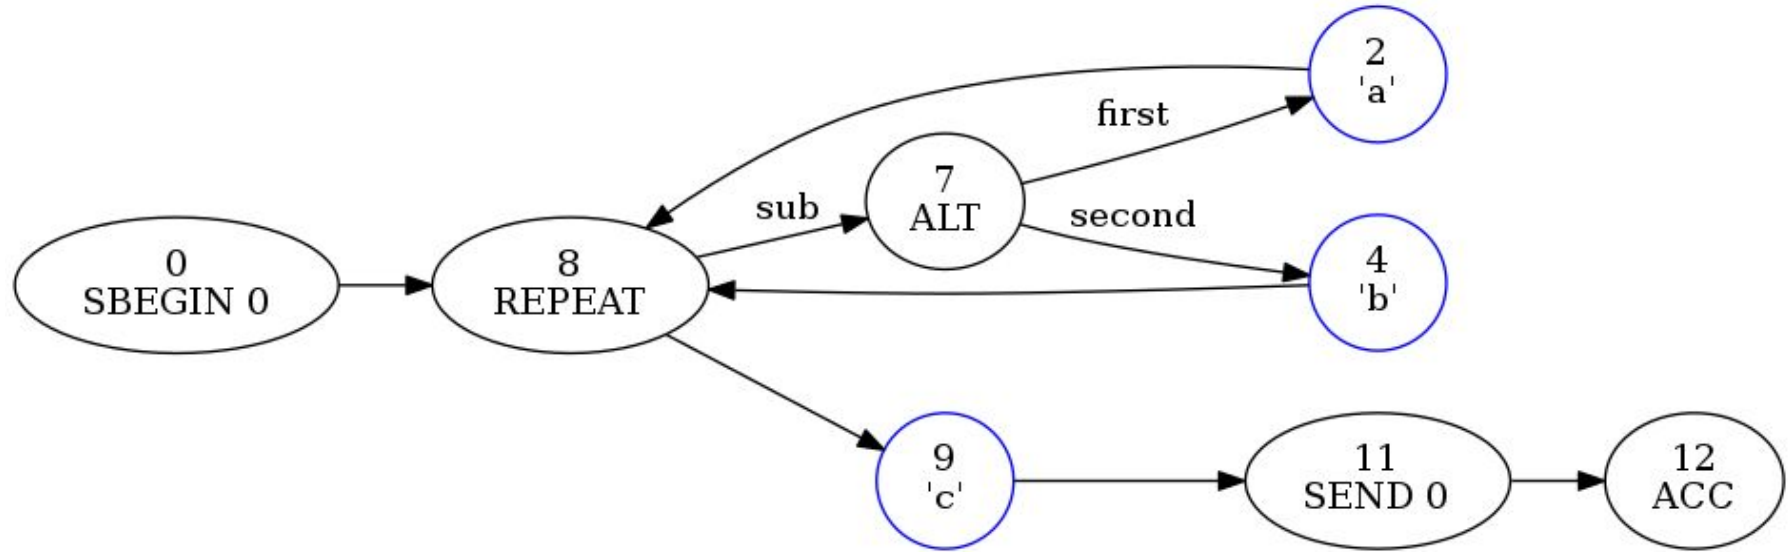 0
SBEGIN 0
8
REPEAT
sub
7
ALT
first
second
2
'a'
4
'b'
9
'c'
11
SEND 0
12
ACC